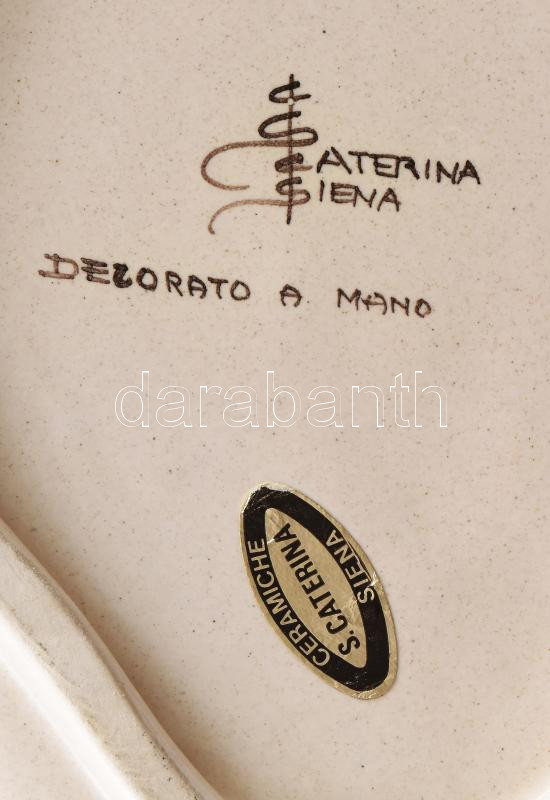 CATERINA
SIENA
DECORATO A MANO
darabanth
CERAMICHE
S. CATERINA
SIENA